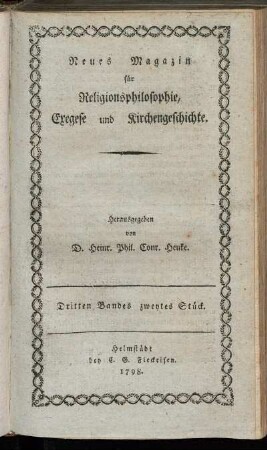 Neues Magazin
für
Religionsphilosophie,
Exegese und Kirchengeschichte.
Herausgegeben
von
D. Heinr. Phil. Conr. Henke.
Dritten Bandes zweytes Stück.
Helmstädt
bey C. G. Fleckeisen.
1798.